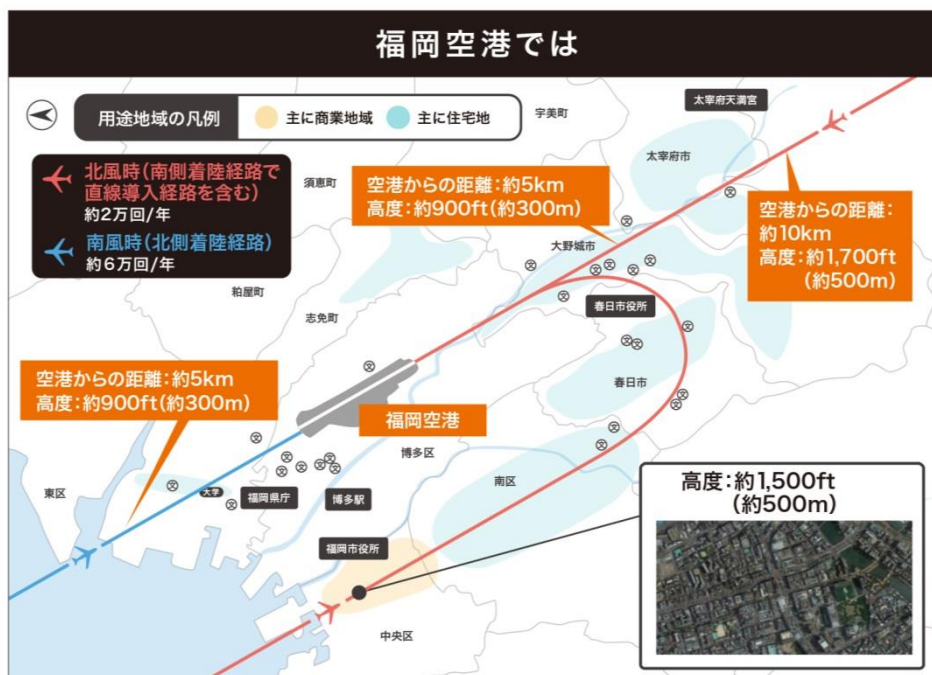 福岡空港では
用途地域の凡例
主に商業地域
主に住宅地
宇美町
太宰府天満宮
太宰府市
北風時(南側着陸経路で
直線導入経路を含む)
約2万回/年
南風時(北側着陸経路)
約6万回/年
須恵町
空港からの距離:約5km
高度:約900ft(約300m)
空港からの距離:
約10km
高度:約1,700ft
(約500m)
大野城市
粕屋町
志免町
春日市役所
空港からの距離:約5km
高度:約900ft(約300m)
春日市
福岡空港
博多区
東区
大学
福岡県庁
博多駅
南区
高度:約1,500ft
(約500m)
福岡市役所
中央区
文